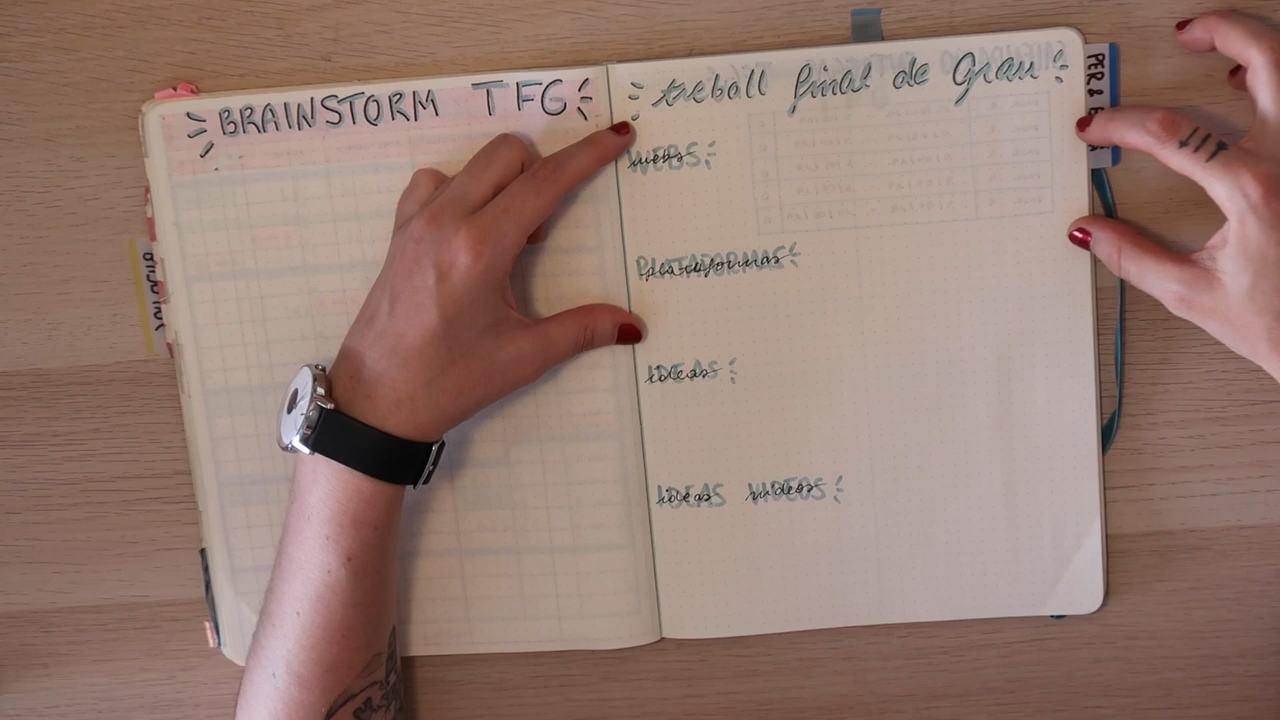 BRAINSTORM TFG
treball final de Grau
WEBS
webs
PLATAFORMAS
plataformas
IDEAS
ideas
IDEAS VIDEOS
ideas videos
PER &